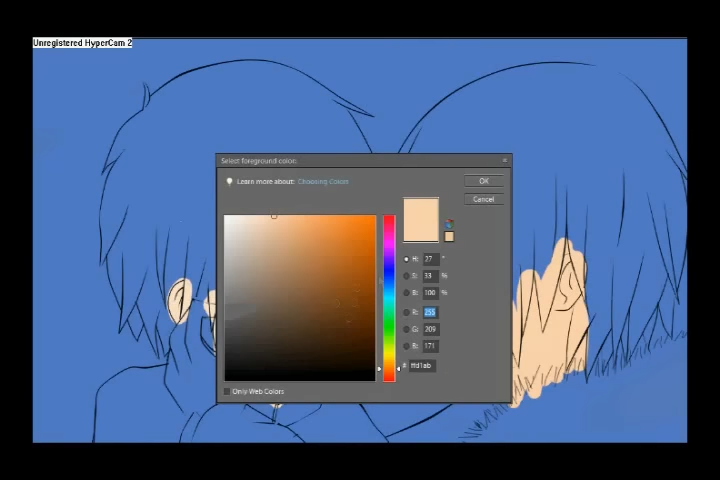 Unregistered HyperCam 2
Select foreground color:
Learn more about: Choosing Colors
OK
Cancel
H: 27 °
S: 33 %
B: 100 %
R: 255
G: 209
B: 171
# ffd1ab
Only Web Colors